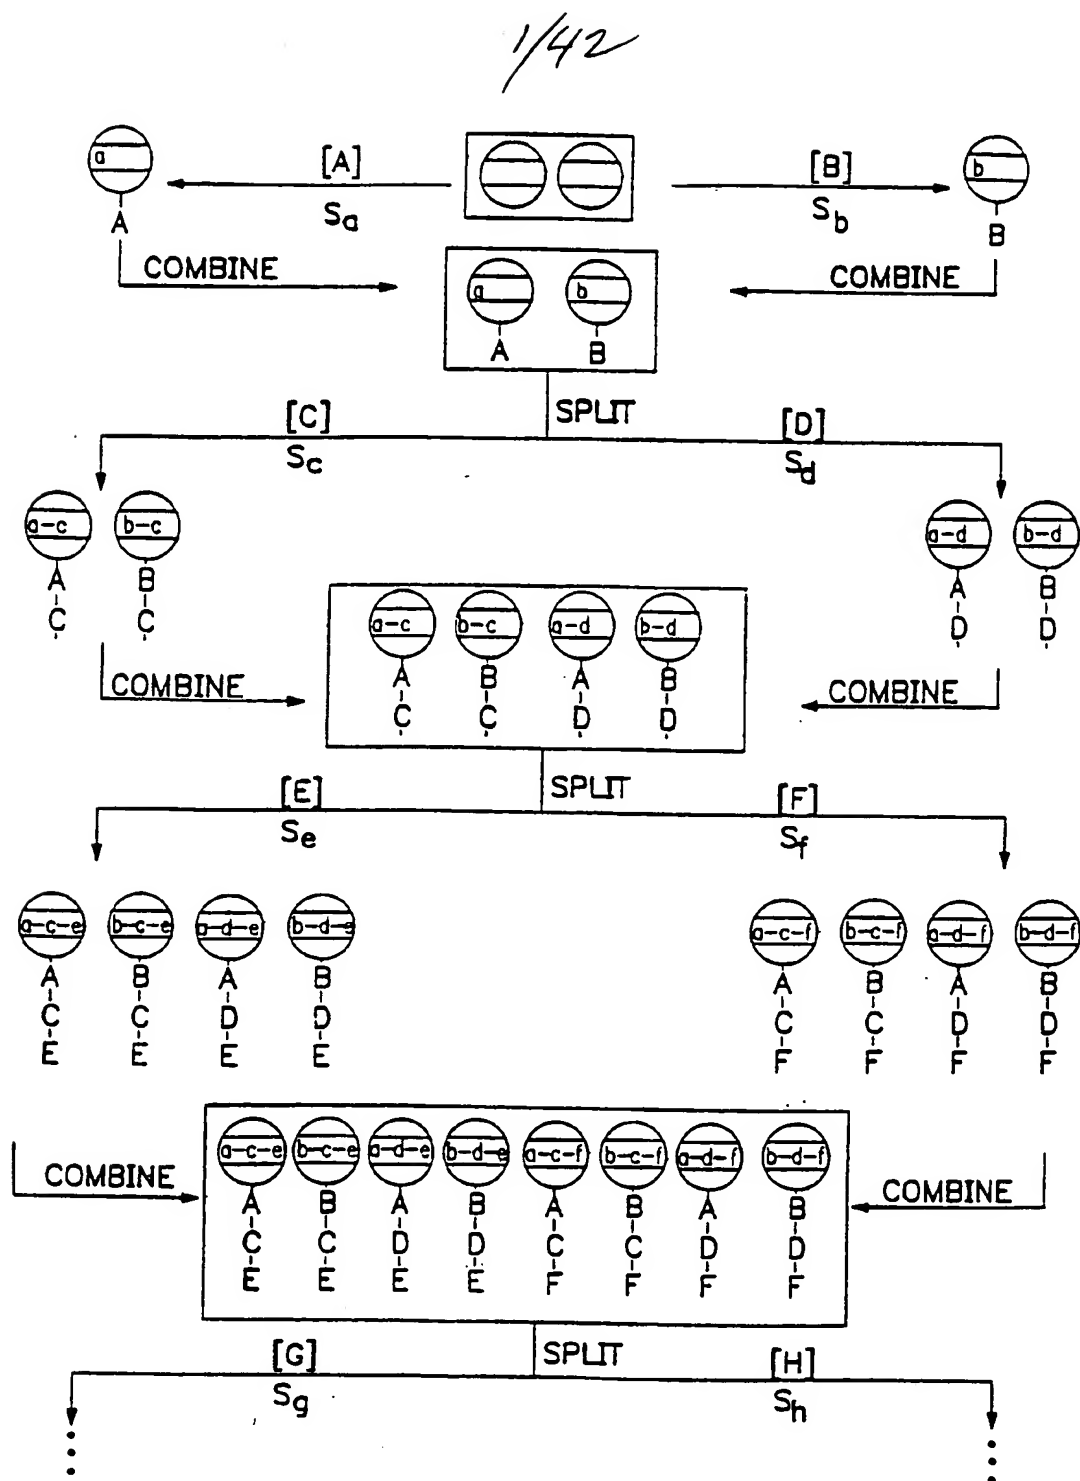 1/42
a [A] [B] b
Sa Sb
A B
COMBINE COMBINE
a b
A B
SPLIT
[C] [D]
Sc Sd
a-c b-c a-d b-d
A B A B
C C D D
a-c b-c a-d b-d
A B A B
C C D D
COMBINE COMBINE
SPLIT
[E] [F]
Se Sf
a-c-e b-c-e a-d-e b-d-e a-c-f b-c-f a-d-f b-d-f
A B A B A B A B
C C D D C C D D
E E E E F F F F
a-c-e b-c-e a-d-e b-d-e a-c-f b-c-f a-d-f b-d-f
COMBINE COMBINE
A B A B A B A B
C C D D C C D D
E E E E F F F F
SPLIT
[G] [H]
Sg Sh